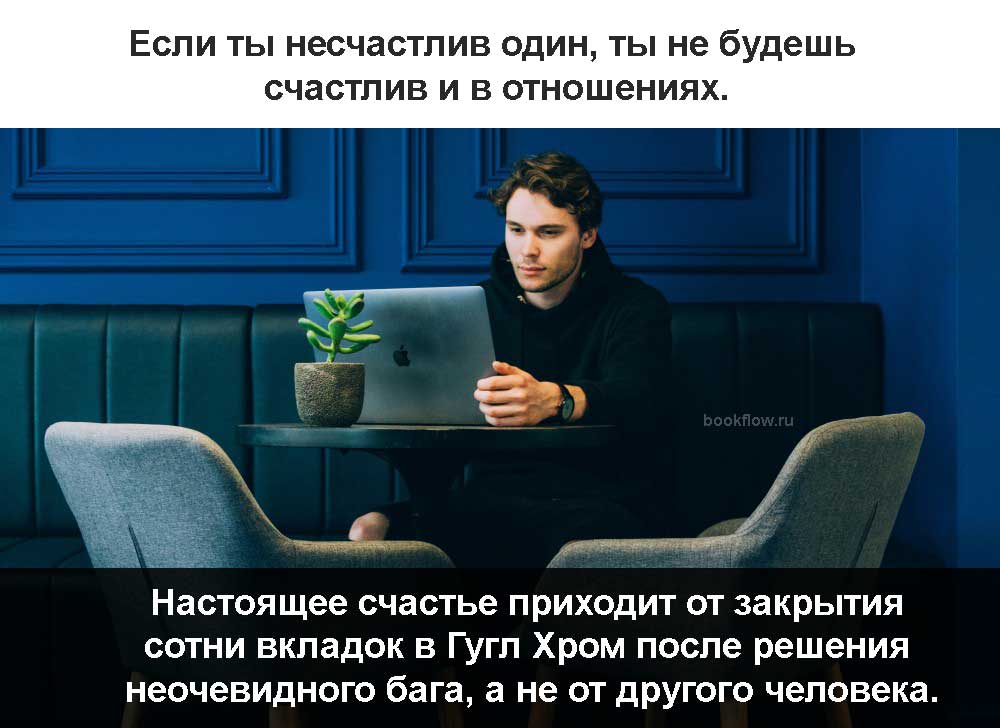 Если ты несчастлив один, ты не будешь
счастлив и в отношениях.
bookflow.ru
Настоящее счастье приходит от закрытия
сотни вкладок в Гугл Хром после решения
неочевидного бага, а не от другого человека.